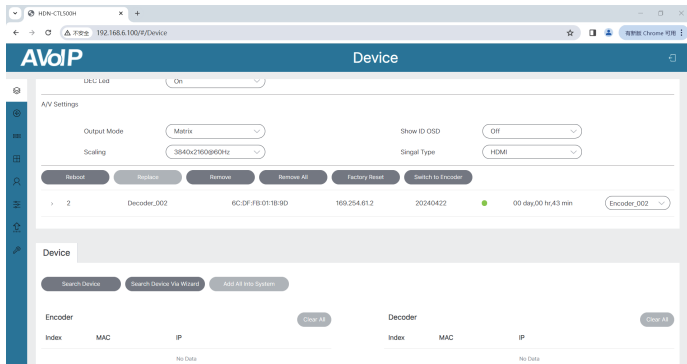 HDN-CTL500H
不安全 192.168.6.100/#/Device
有新版 Chrome 可用
AVoIP
Device
DEC Led On
A/V Settings
Output Mode Matrix Show ID OSD Off
Scaling 3840x2160@60Hz Singal Type HDMI
Reboot Replace Remove Remove All Factory Reset Switch to Encoder
2 Decoder_002 6C:DF:FB:01:1B:9D 169.254.61.2 20240422 00 day,00 hr,43 min Encoder_002
Device
Search Device Search Device Via Wizard Add All Into System
Encoder Clear All Decoder Clear All
Index MAC IP Index MAC IP
No Data No Data